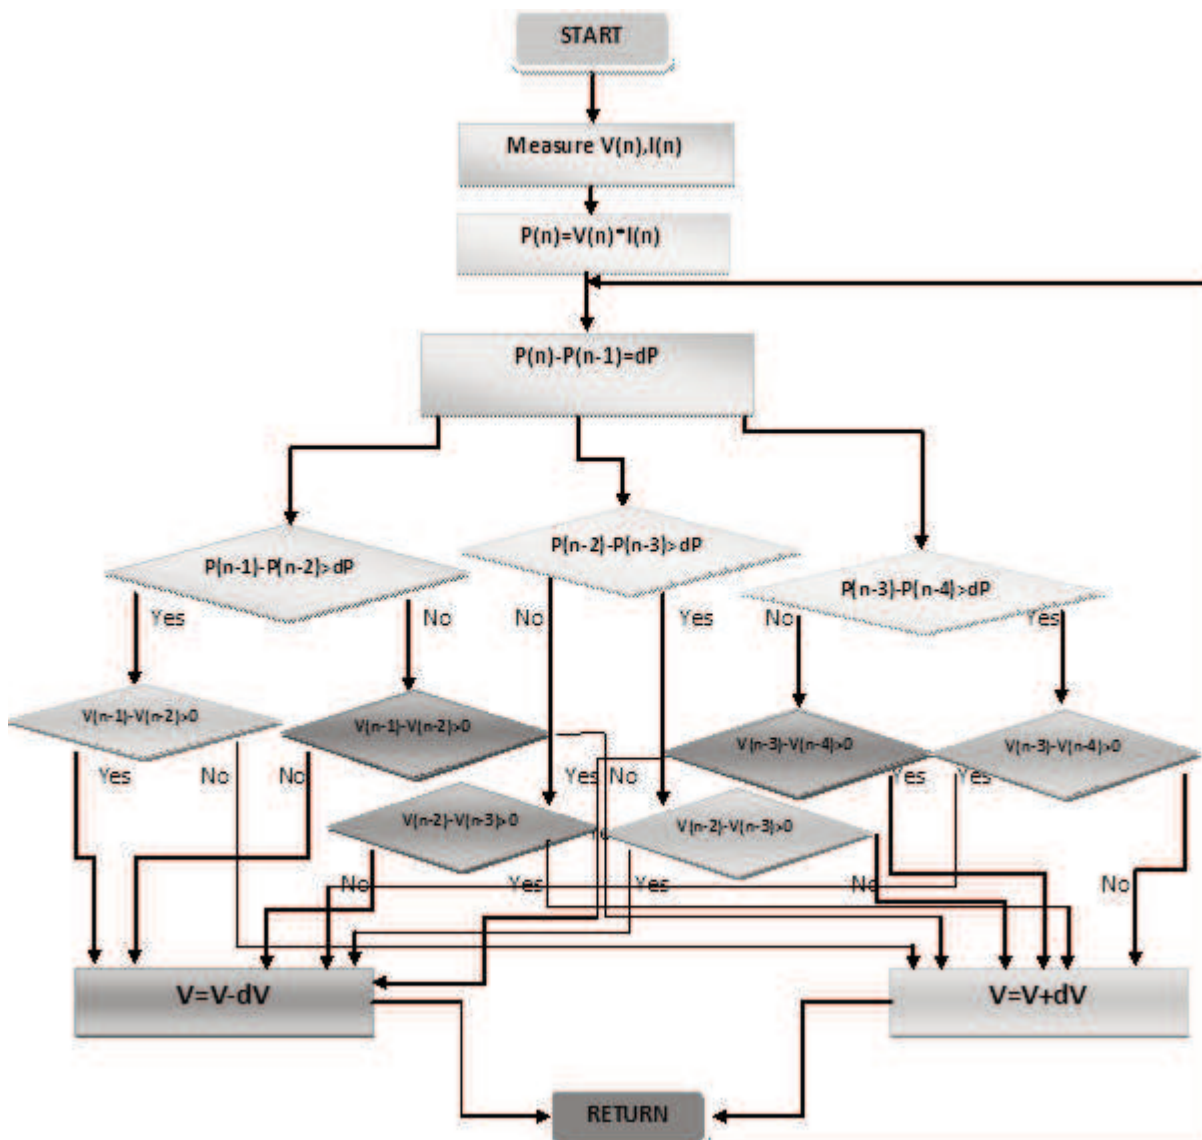 START
Measure V(n),I(n)
P(n)=V(n)*I(n)
P(n)-P(n-1)=dP
P(n-1)-P(n-2)>dP
P(n-2)-P(n-3)>dP
P(n-3)-P(n-4)>dP
Yes
No
No
Yes
No
Yes
V(n-1)-V(n-2)>0
V(n-1)-V(n-2)>0
V(n-3)-V(n-4)>0
V(n-3)-V(n-4)>0
Yes
No
No
Yes
No
Yes
Yes
V(n-2)-V(n-3)>0
V(n-2)-V(n-3)>0
No
Yes
Yes
No
No
V=V-dV
V=V+dV
RETURN